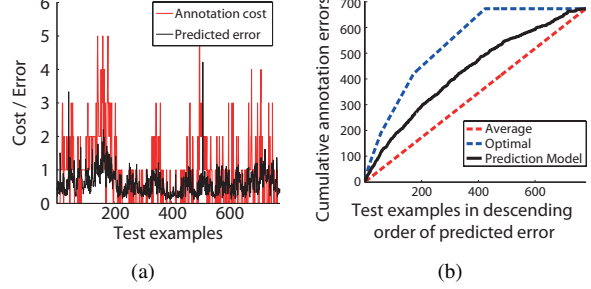 Cost / Error
6
5
4
3
2
1
0
Annotation cost
Predicted error
200
400
600
Test examples
(a)
Cumulative annotation errors
700
600
500
400
300
200
100
0
Average
Optimal
Prediction Model
200
400
600
Test examples in descending
order of predicted error
(b)